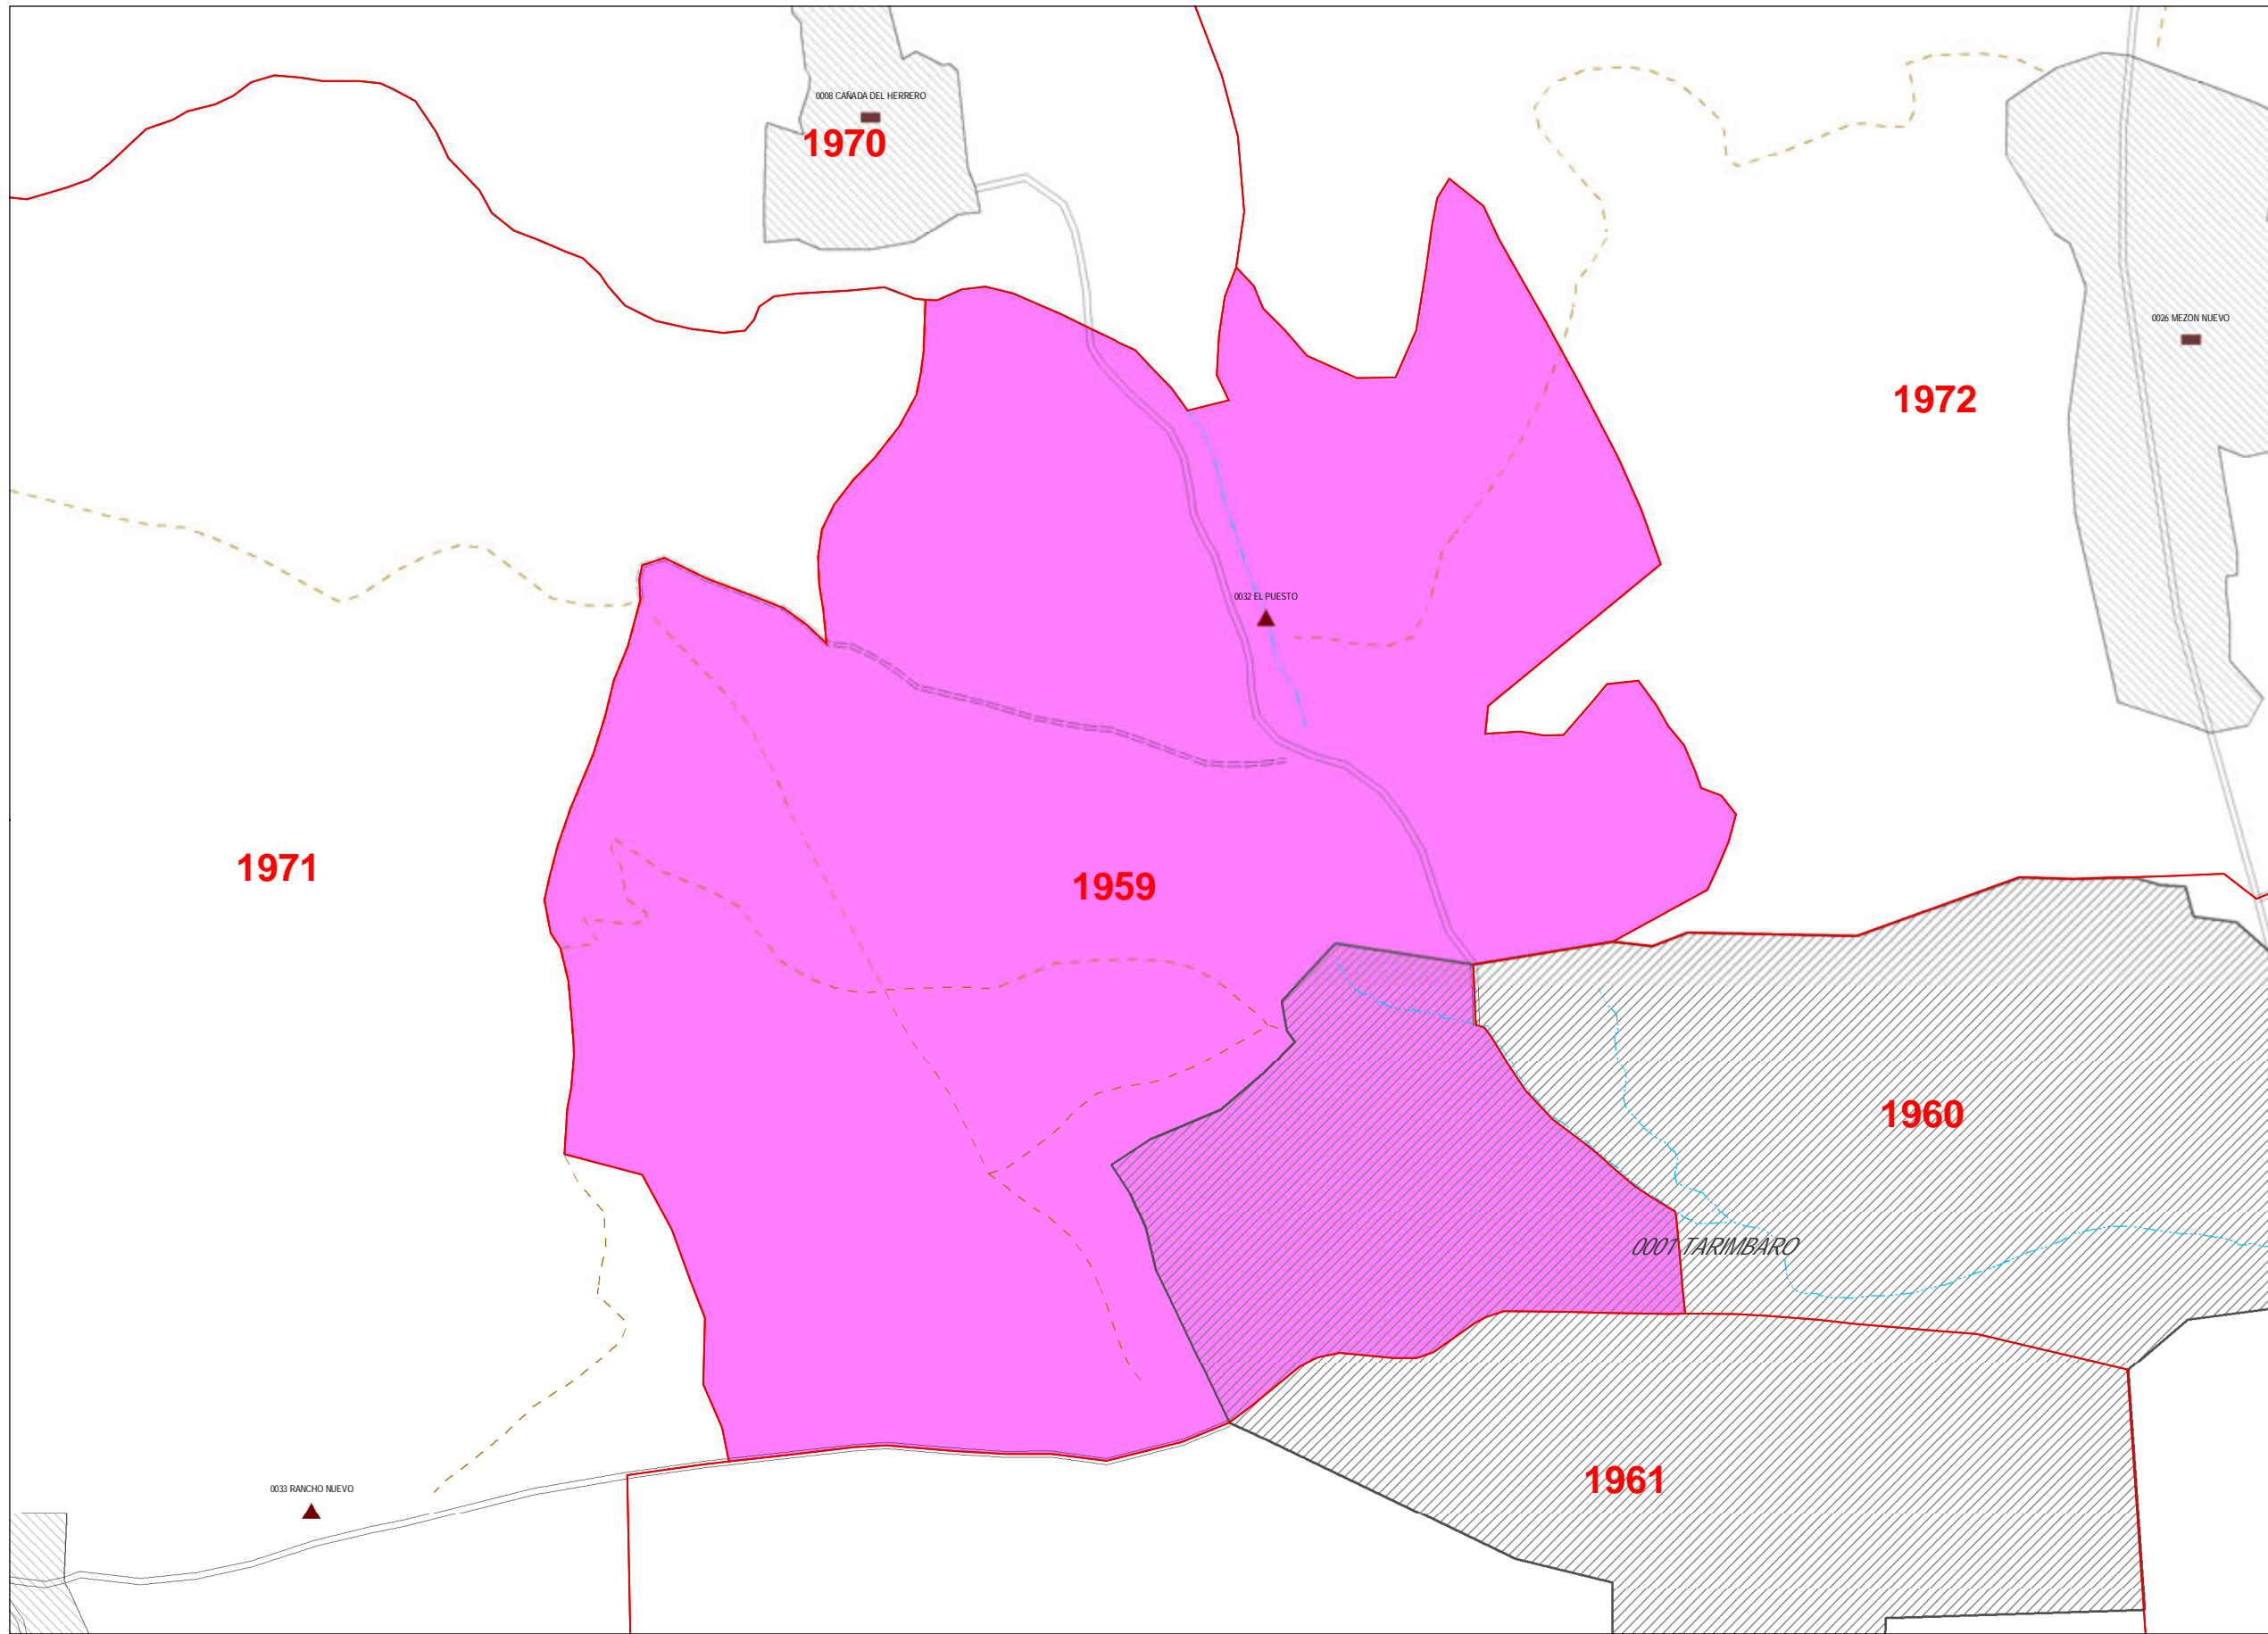 0008 CAÑADA DEL HERRERO
1970
0026 MEZON NUEVO
1972
0032 EL PUESTO
1971
1959
1960
0001 TARIMBARO
1961
0033 RANCHO NUEVO